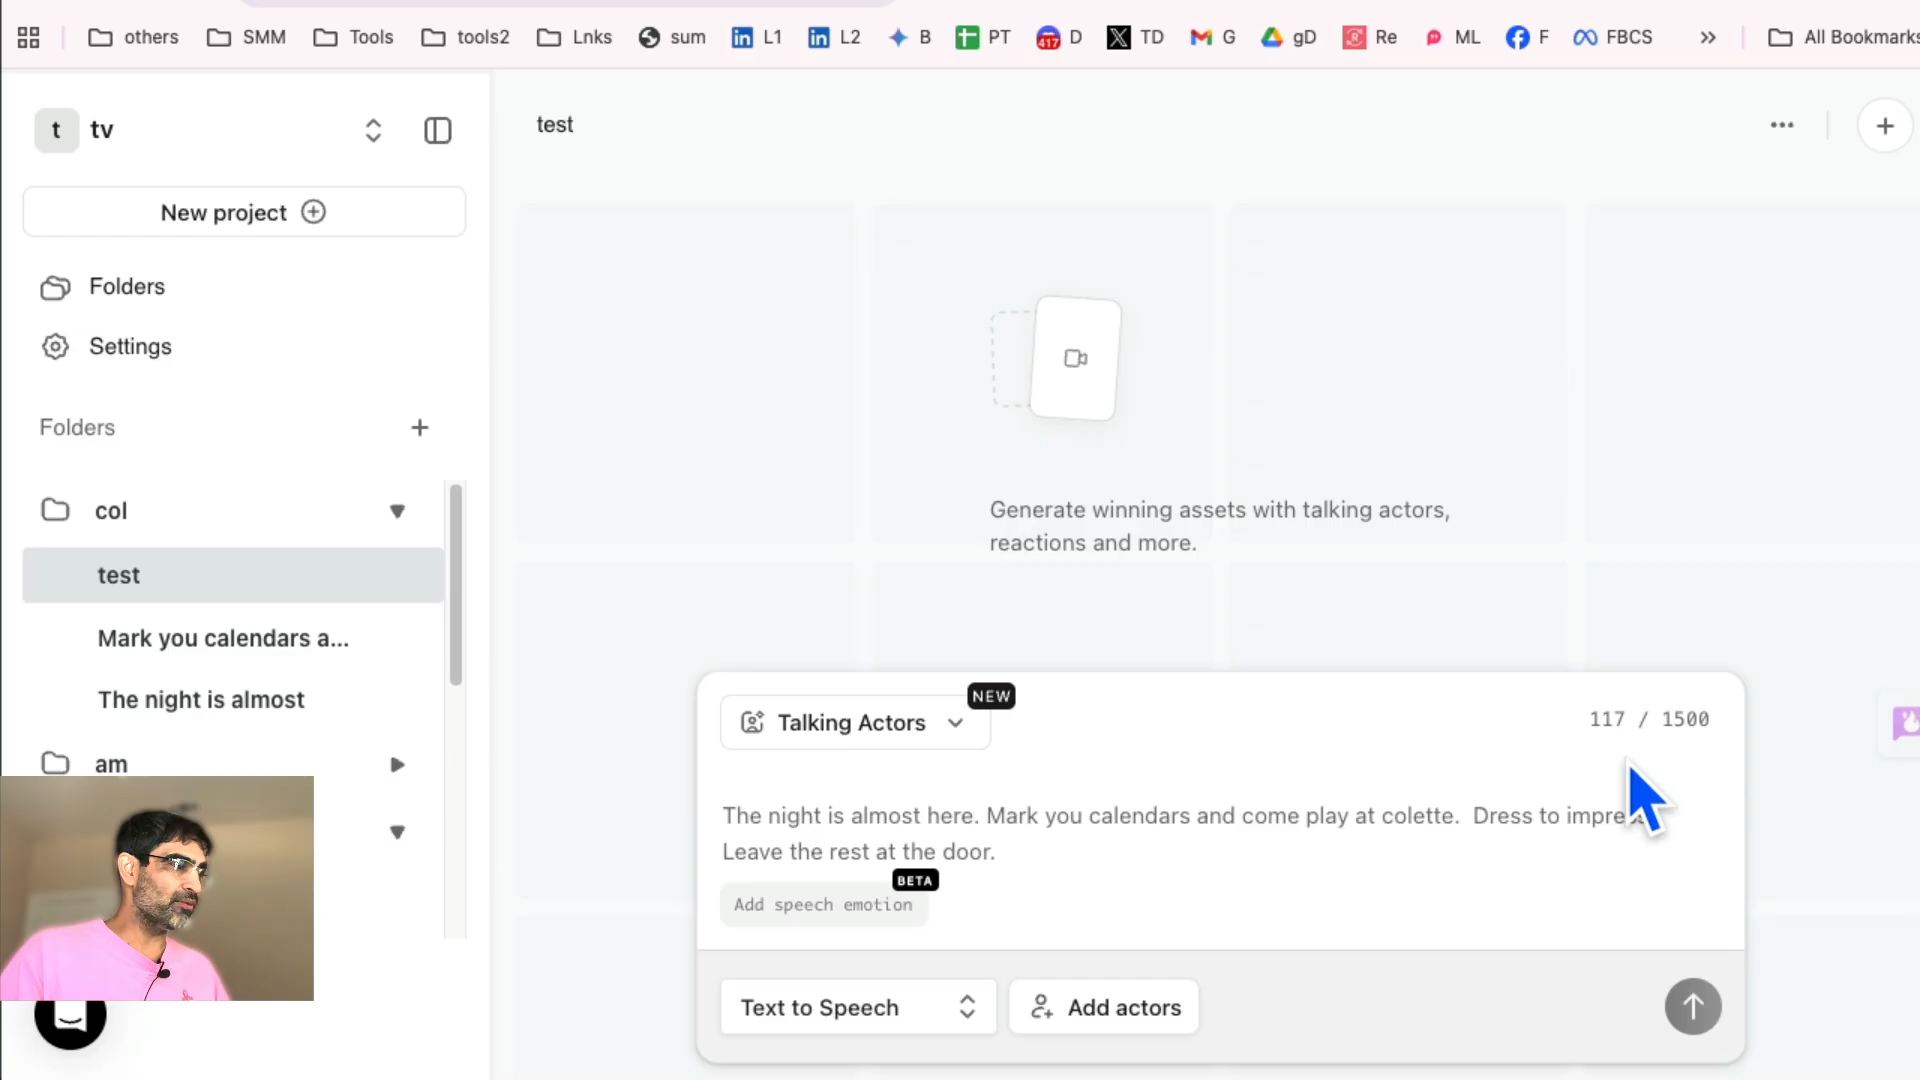 others SMM Tools tools2 Lnks sum L1 L2 B PT 417 D TD G gD Re ML F FBCS » All Bookmarks
t tv
test
New project
Folders
Settings
Folders
col
test
Mark you calendars a...
The night is almost
am
Generate winning assets with talking actors,
reactions and more.
NEW
Talking Actors
117 / 1500
The night is almost here. Mark you calendars and come play at colette. Dress to impre
Leave the rest at the door.
BETA
Add speech emotion
Text to Speech
Add actors